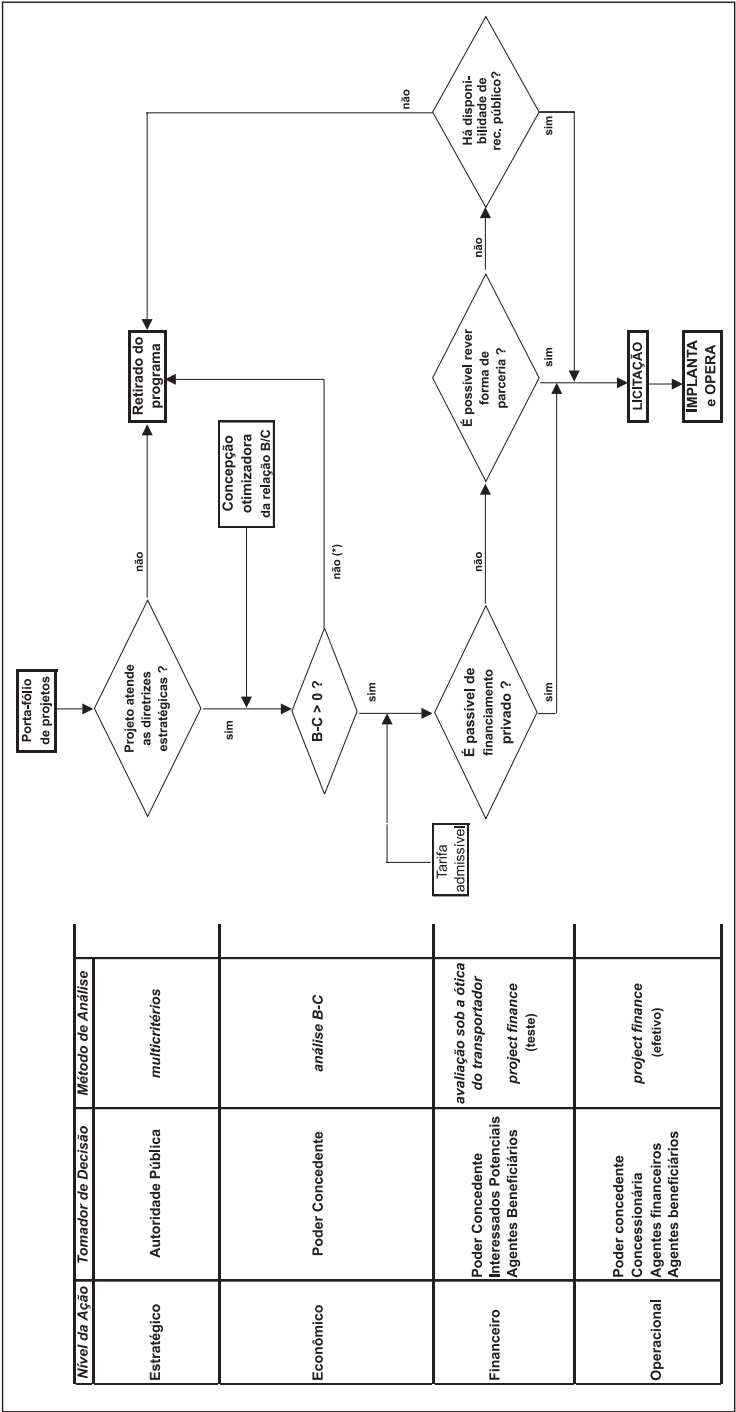 Nível da Ação
Tomador de Decisão
Método de Análise
Estratégico
Autoridade Pública
multicritérios
Econômico
Poder Concedente
análise B-C
Financeiro
Poder Concedente
Interessados Potenciais
Agentes Beneficiários
avaliação sob a ótica
do transportador
project finance
(teste)
Operacional
Poder concedente
Concessionária
Agentes financeiros
Agentes beneficiários
project finance
(efetivo)
Porta-fólio
de projetos
Projeto atende
as diretrizes
estratégicas ?
não
Retirado do
programa
sim
Concepção
otimizadora
da relação B/C
B-C > 0 ?
não (*)
sim
Tarifa
admissível
É passível de
financiamento
privado ?
não
É possível rever
forma de
parceria ?
não
Há disponi-
bilidade de
rec. público?
não
sim
sim
sim
LICITAÇÃO
IMPLANTA
e OPERA